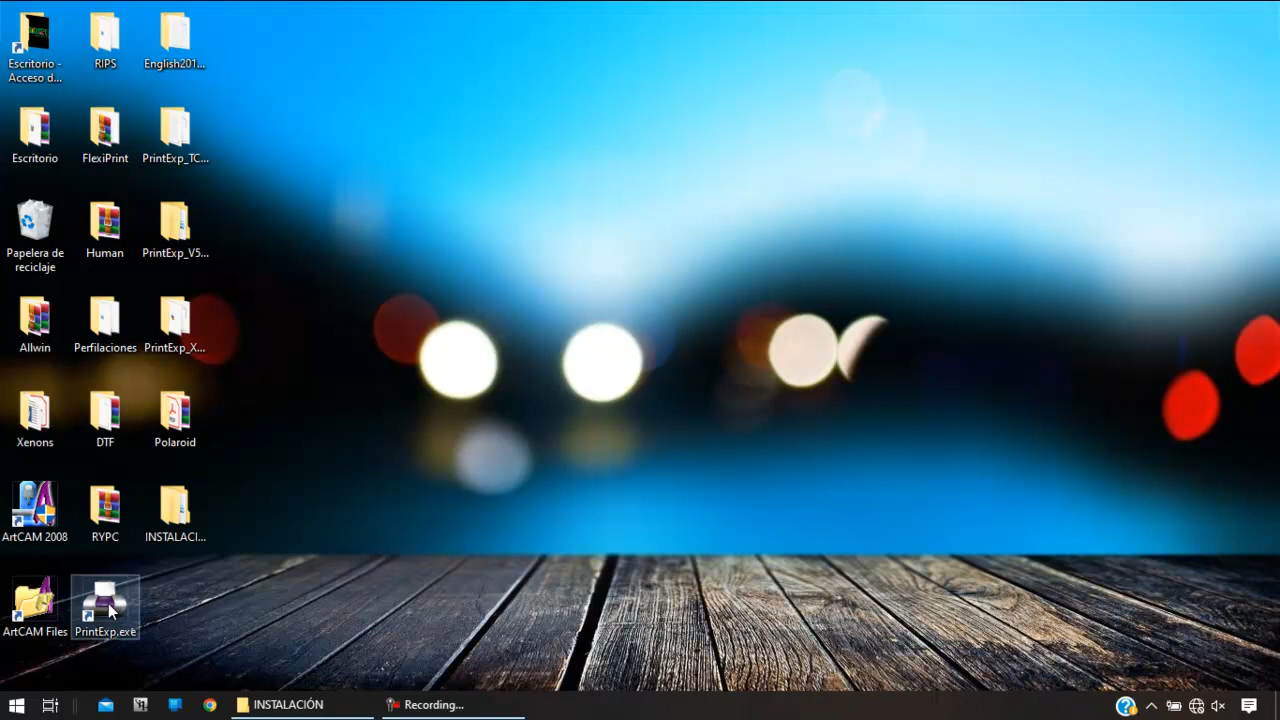 Escritorio -
Acceso d...
RIPS
English201...
Escritorio
FlexiPrint
PrintExp_TC...
Papelera de
reciclaje
Human
PrintExp_V5...
Allwin
Perfilaciones
PrintExp_X...
Xenons
DTF
Polaroid
ArtCAM 2008
RYPC
INSTALACI...
ArtCAM Files
PrintExp.exe
INSTALACIÓN
Recording...